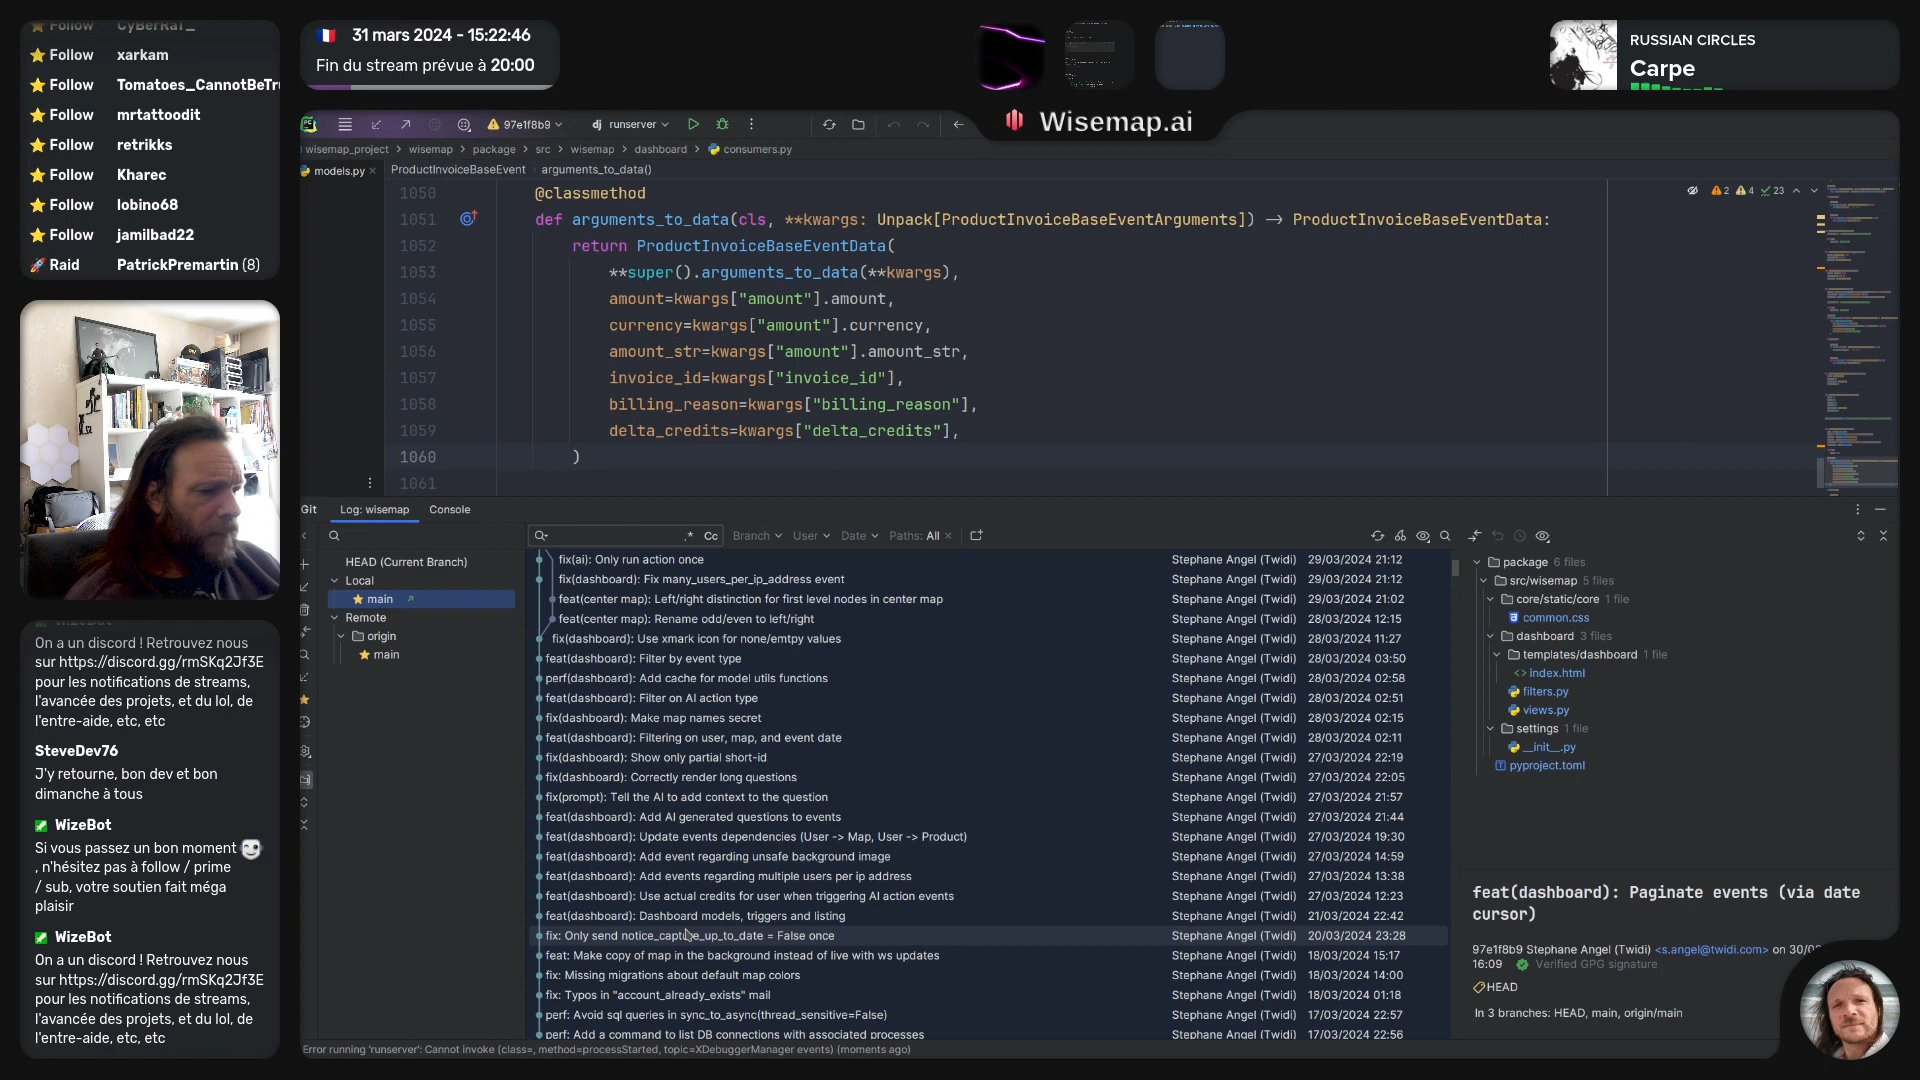 Follow CyBerRaT_
Follow xarkam
Follow Tomatoes_CannotBeTr
Follow mrtattoodit
Follow retrikks
Follow Kharec
Follow lobino68
Follow jamilbad22
Raid PatrickPremartin (8)
31 mars 2024 - 15:22:46
Fin du stream prévue à 20:00
RUSSIAN CIRCLES
Carpe
Wisemap.ai
97e1f8b9
dj runserver
wisemap_project > wisemap > package > src > wisemap > dashboard > consumers.py
models.py
ProductInvoiceBaseEvent arguments_to_data()
2 4 23
1050 @classmethod
1051 def arguments_to_data(cls, **kwargs: Unpack[ProductInvoiceBaseEventArguments]) → ProductInvoiceBaseEventData:
1052 return ProductInvoiceBaseEventData(
1053 **super().arguments_to_data(**kwargs),
1054 amount=kwargs["amount"].amount,
1055 currency=kwargs["amount"].currency,
1056 amount_str=kwargs["amount"].amount_str,
1057 invoice_id=kwargs["invoice_id"],
1058 billing_reason=kwargs["billing_reason"],
1059 delta_credits=kwargs["delta_credits"],
1060 )
1061
Git Log: wisemap Console
HEAD (Current Branch)
Local
main
Remote
origin
main
.* Cc Branch User Date Paths: All
fix(ai): Only run action once Stephane Angel (Twidi) 29/03/2024 21:12
fix(dashboard): Fix many_users_per_ip_address event Stephane Angel (Twidi) 29/03/2024 21:12
feat(center map): Left/right distinction for first level nodes in center map Stephane Angel (Twidi) 29/03/2024 21:02
feat(center map): Rename odd/even to left/right Stephane Angel (Twidi) 28/03/2024 12:15
fix(dashboard): Use xmark icon for none/emtpy values Stephane Angel (Twidi) 28/03/2024 11:27
feat(dashboard): Filter by event type Stephane Angel (Twidi) 28/03/2024 03:50
perf(dashboard): Add cache for model utils functions Stephane Angel (Twidi) 28/03/2024 02:58
feat(dashboard): Filter on AI action type Stephane Angel (Twidi) 28/03/2024 02:51
fix(dashboard): Make map names secret Stephane Angel (Twidi) 28/03/2024 02:15
feat(dashboard): Filtering on user, map, and event date Stephane Angel (Twidi) 28/03/2024 02:11
fix(dashboard): Show only partial short-id Stephane Angel (Twidi) 27/03/2024 22:19
fix(dashboard): Correctly render long questions Stephane Angel (Twidi) 27/03/2024 22:05
fix(prompt): Tell the AI to add context to the question Stephane Angel (Twidi) 27/03/2024 21:57
feat(dashboard): Add AI generated questions to events Stephane Angel (Twidi) 27/03/2024 21:44
feat(dashboard): Update events dependencies (User -> Map, User -> Product) Stephane Angel (Twidi) 27/03/2024 19:30
feat(dashboard): Add event regarding unsafe background image Stephane Angel (Twidi) 27/03/2024 14:59
feat(dashboard): Add events regarding multiple users per ip address Stephane Angel (Twidi) 27/03/2024 13:38
feat(dashboard): Use actual credits for user when triggering AI action events Stephane Angel (Twidi) 27/03/2024 12:23
feat(dashboard): Dashboard models, triggers and listing Stephane Angel (Twidi) 21/03/2024 22:42
fix: Only send notice_capture_up_to_date = False once Stephane Angel (Twidi) 20/03/2024 23:28
feat: Make copy of map in the background instead of live with ws updates Stephane Angel (Twidi) 18/03/2024 15:17
fix: Missing migrations about default map colors Stephane Angel (Twidi) 18/03/2024 14:00
fix: Typos in "account_already_exists" mail Stephane Angel (Twidi) 18/03/2024 01:18
perf: Avoid sql queries in sync_to_async(thread_sensitive=False) Stephane Angel (Twidi) 17/03/2024 22:57
perf: Add a command to list DB connections with associated processes Stephane Angel (Twidi) 17/03/2024 22:56
package 6 files
src/wisemap 5 files
core/static/core 1 file
common.css
dashboard 3 files
templates/dashboard 1 file
index.html
filters.py
views.py
settings 1 file
__init__.py
pyproject.toml
feat(dashboard): Paginate events (via date
cursor)
97e1f8b9 Stephane Angel (Twidi) <s.angel@twidi.com> on 30/0
16:09 Verified GPG signature
HEAD
In 3 branches: HEAD, main, origin/main
Error running 'runserver': Cannot invoke (class=, method=processStarted, topic=XDebuggerManager events) (moments ago)
WizeBot
On a un discord ! Retrouvez nous
sur https://discord.gg/rmSKq2Jf3E
pour les notifications de streams,
l'avancée des projets, et du lol, de
l'entre-aide, etc, etc
SteveDev76
J'y retourne, bon dev et bon
dimanche à tous
WizeBot
Si vous passez un bon moment
, n'hésitez pas à follow / prime
/ sub, votre soutien fait méga
plaisir
WizeBot
On a un discord ! Retrouvez nous
sur https://discord.gg/rmSKq2Jf3E
pour les notifications de streams,
l'avancée des projets, et du lol, de
l'entre-aide, etc, etc